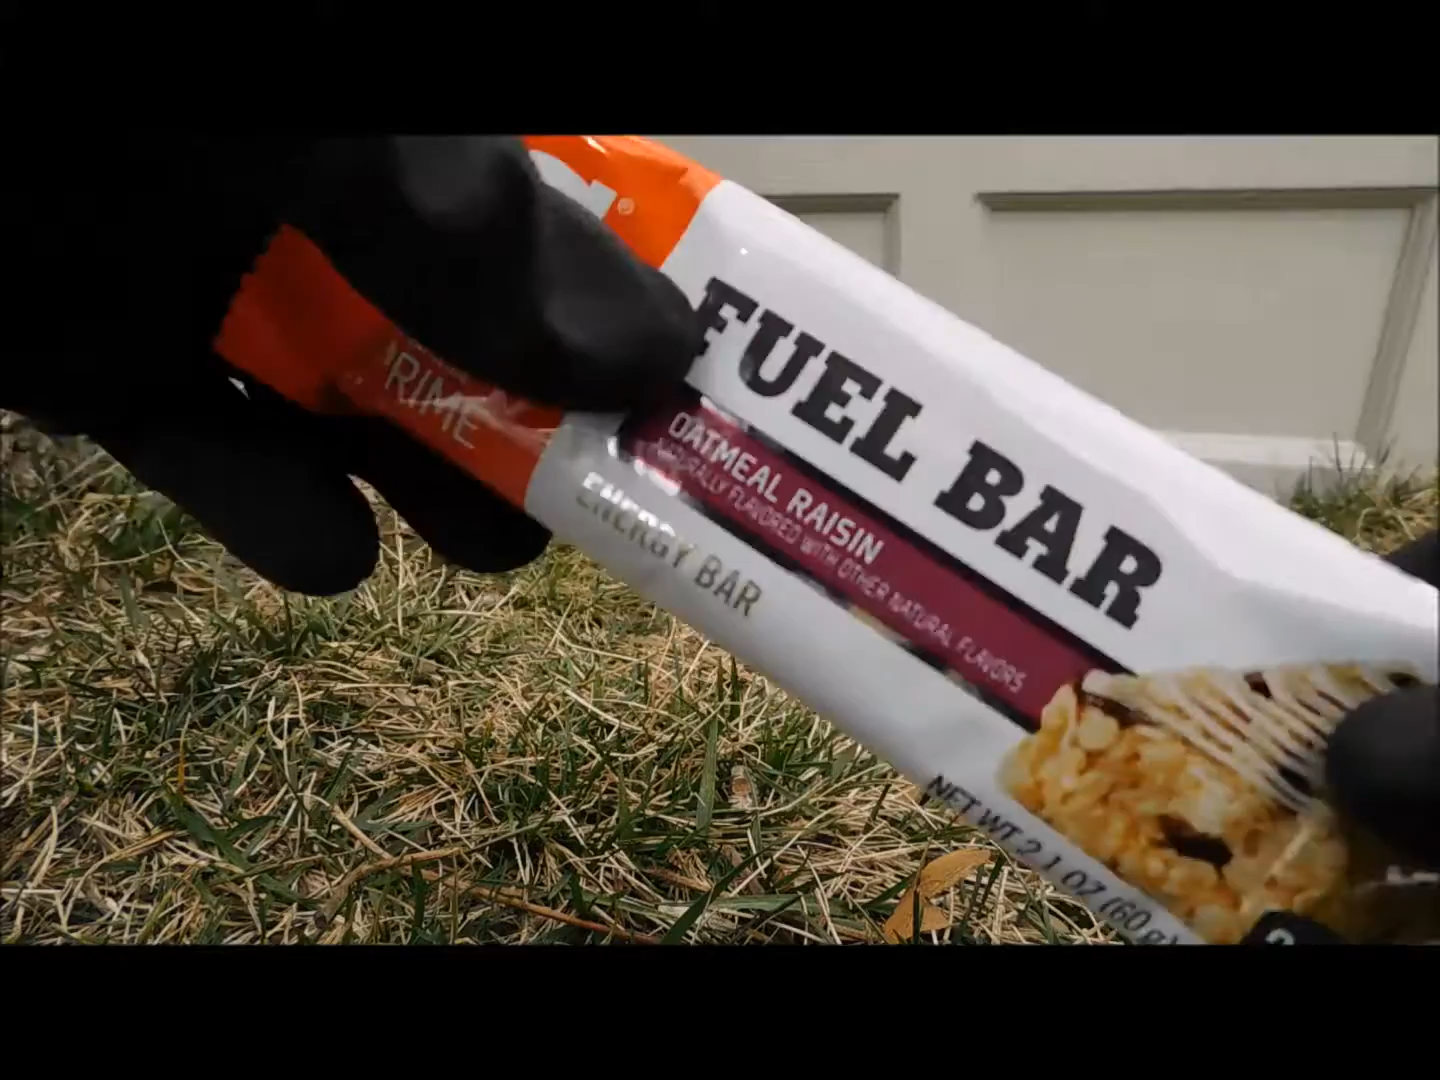 RIME
FUEL BAR
OATMEAL RAISIN
NATURALLY FLAVORED WITH OTHER NATURAL FLAVORS
ENERGY BAR
NET WT 2.1 OZ (60 g)